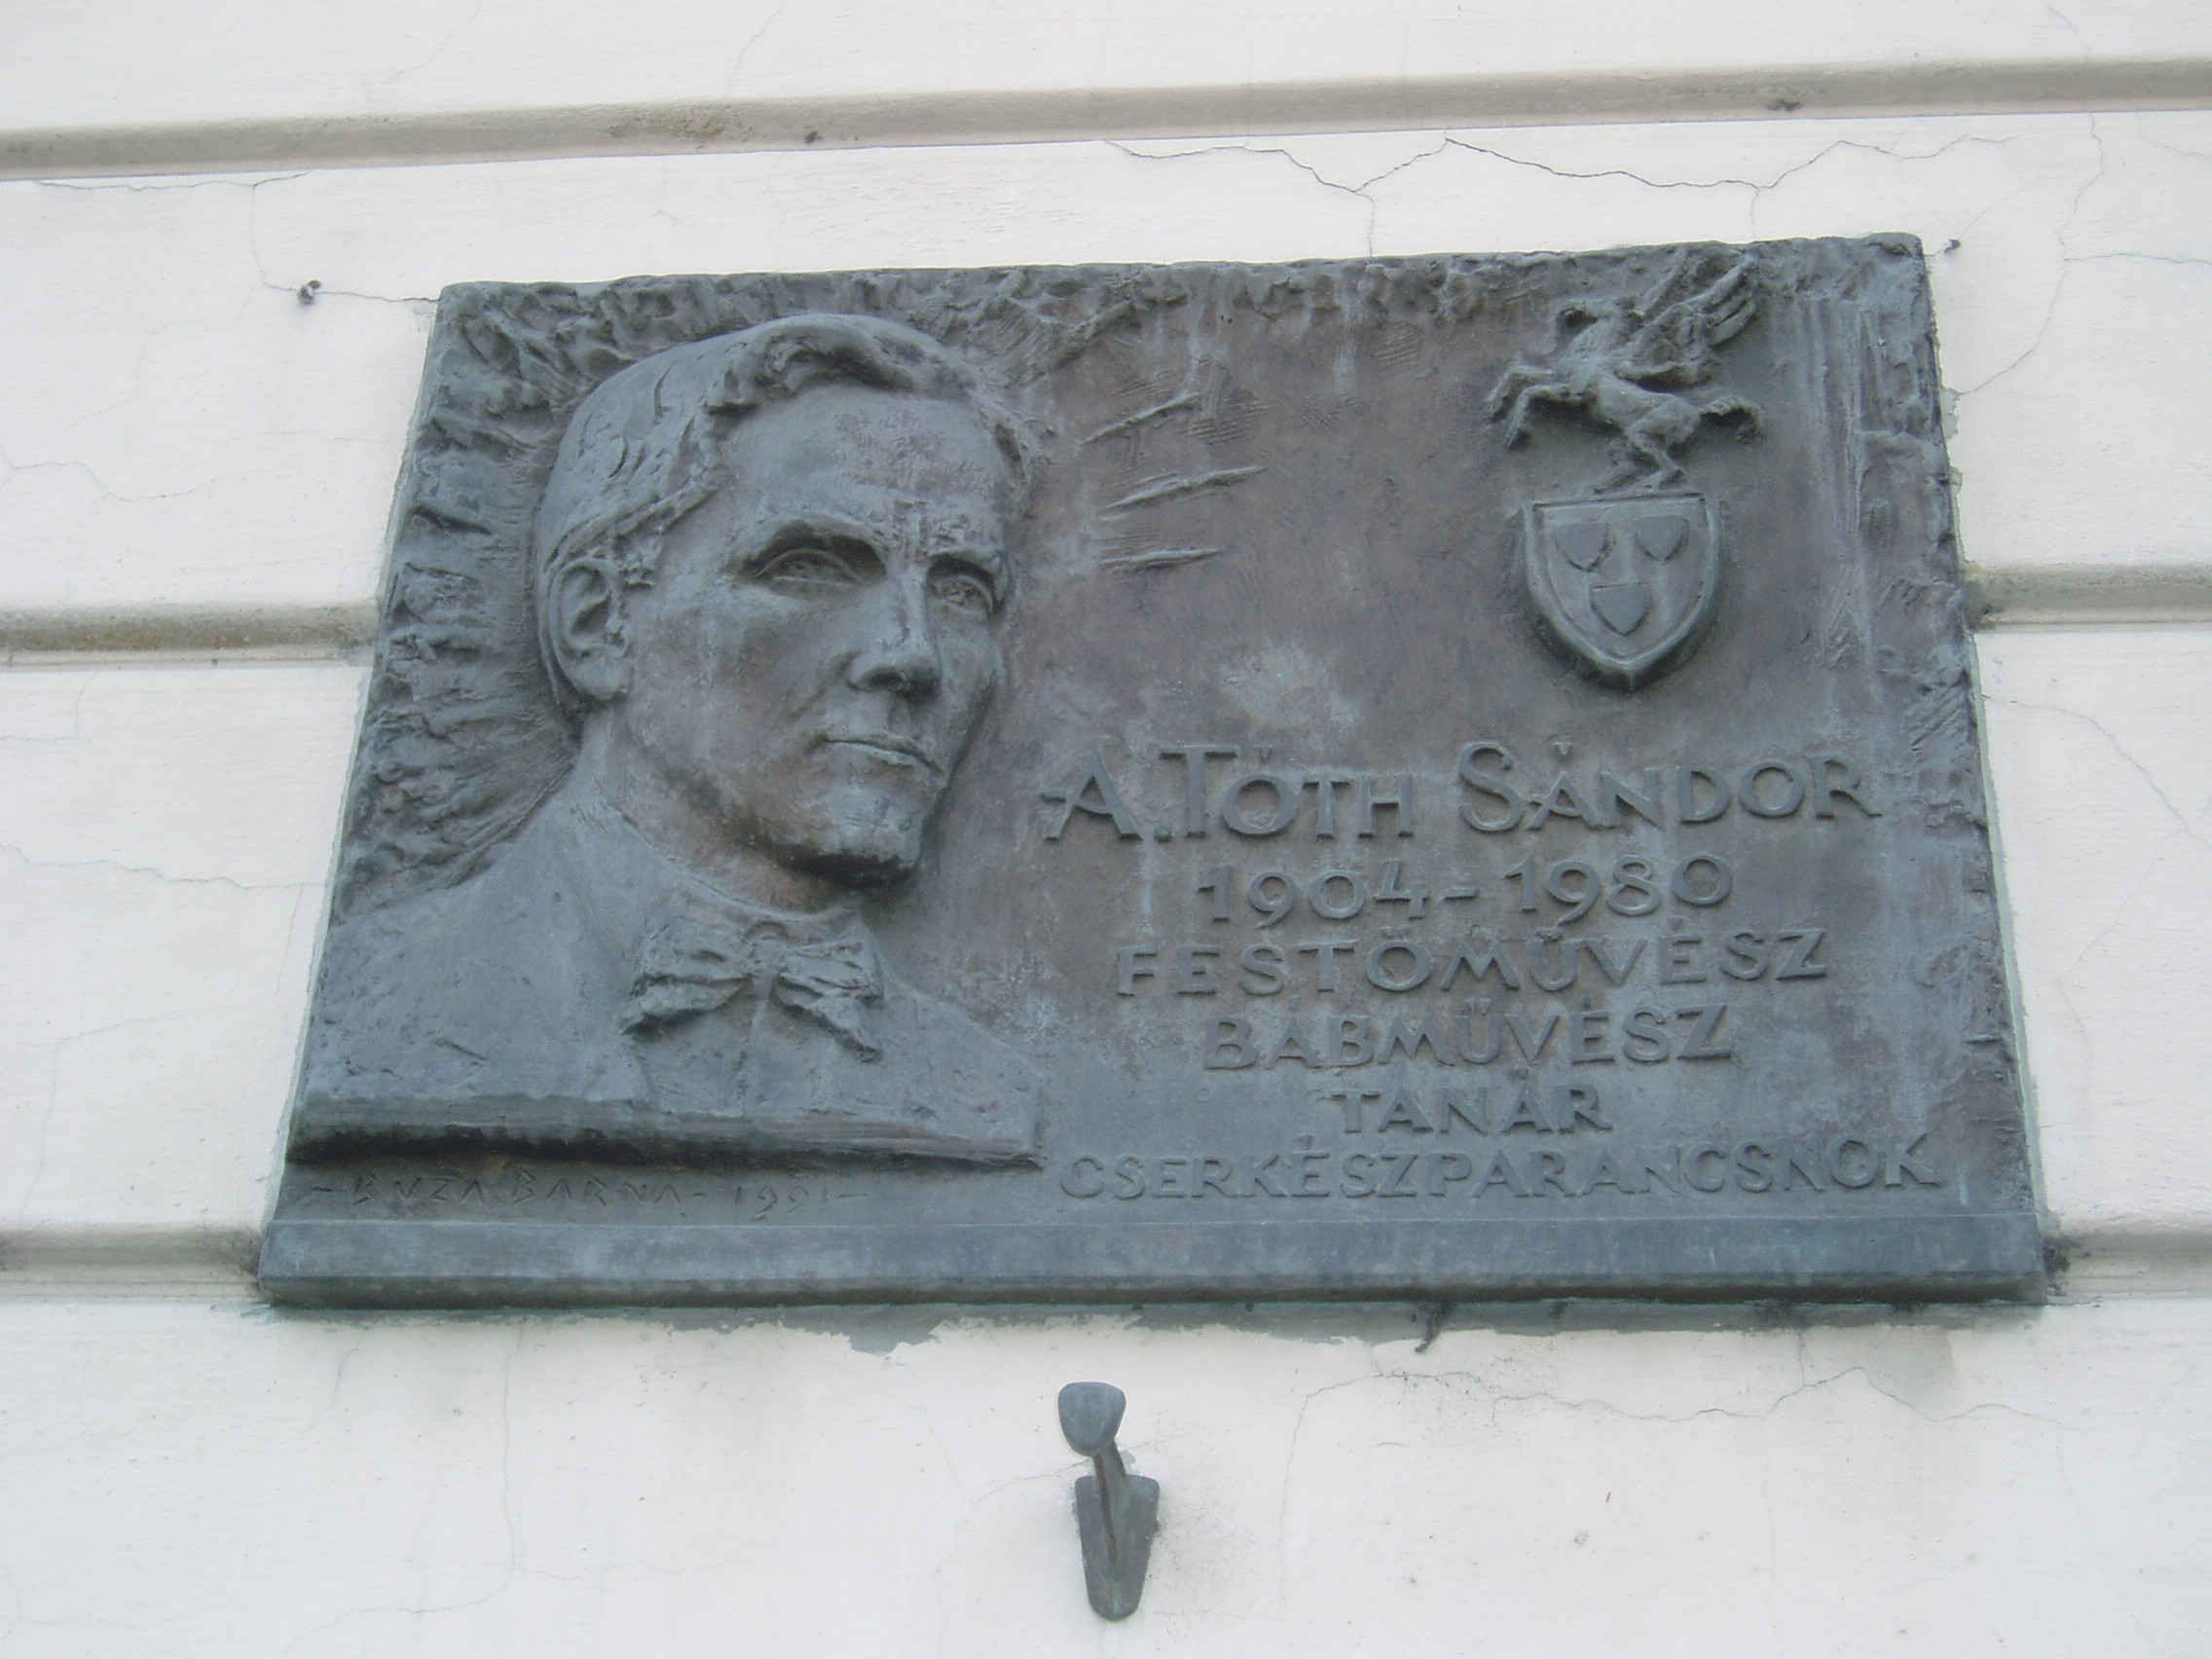 A. TÓTH SÁNDOR
1904-1980
FESTŐMŰVÉSZ
BÁBMŰVÉSZ
TANÁR
CSERKÉSZPARANCSNOK
-BUZA BARNA-1991-